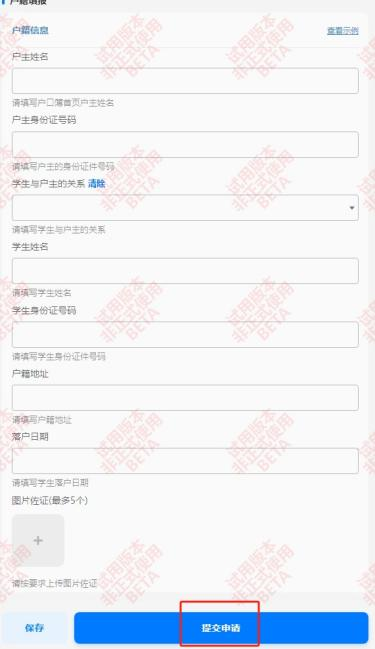 户籍填报
户籍信息 查看示例
户主姓名
请填写户口簿首页户主姓名
户主身份证号码
请填写户主的身份证件号码
学生与户主的关系 清除
请填写学生与户主的关系
学生姓名
请填写学生姓名
学生身份证号码
请填写学生身份证件号码
户籍地址
请填写户籍地址
落户日期
请填写学生落户日期
图片佐证(最多5个)
+
请按要求上传图片佐证
保存 提交申请
试用版本
非正式使用
BETA